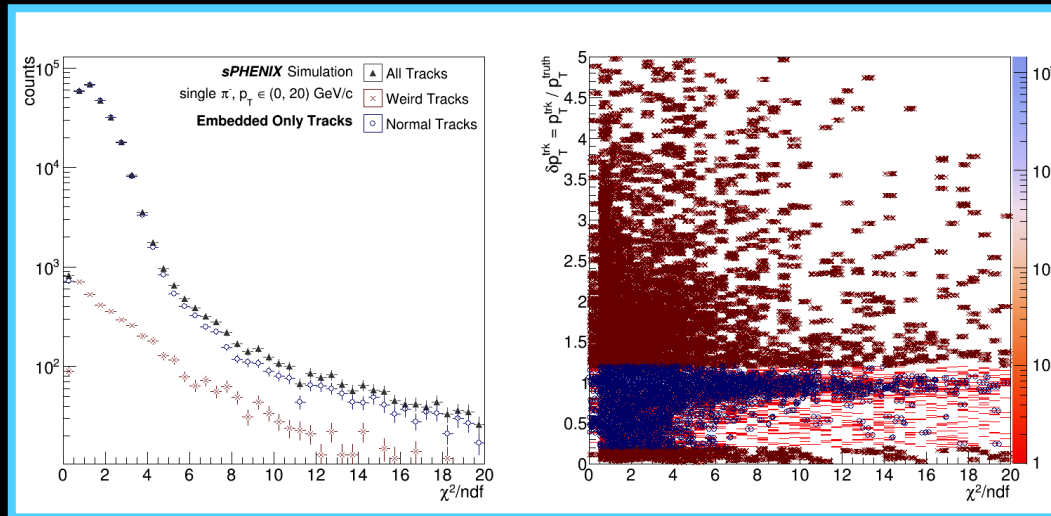 counts
10^5
10^4
10^3
10^2
sPHENIX Simulation
single π^-, p_T ∈ (0, 20) GeV/c
Embedded Only Tracks
All Tracks
Weird Tracks
Normal Tracks
0 2 4 6 8 10 12 14 16 18 20
χ^2/ndf
δp_T^trk = p_T^trk / p_T^truth
5
4.5
4
3.5
3
2.5
2
1.5
1
0.5
0
0 2 4 6 8 10 12 14 16 18 20
χ^2/ndf
10
1